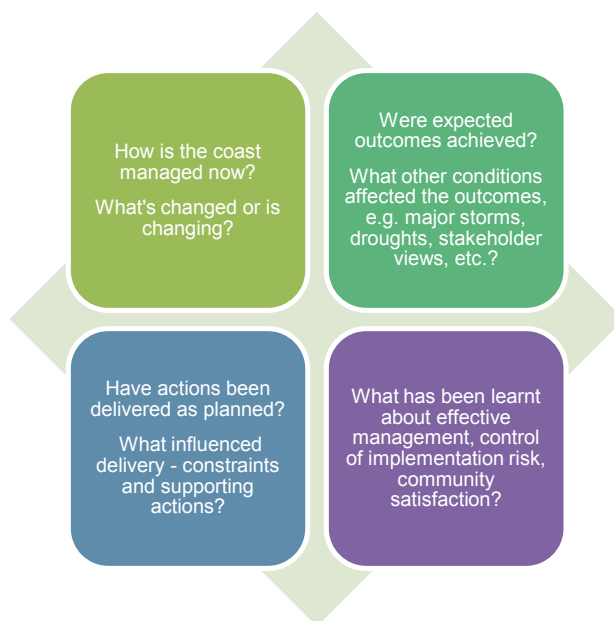 How is the coast
managed now?
What's changed or is
changing?
Were expected
outcomes achieved?
What other conditions
affected the outcomes,
e.g. major storms,
droughts, stakeholder
views, etc.?
Have actions been
delivered as planned?
What influenced
delivery - constraints
and supporting
actions?
What has been learnt
about effective
management, control
of implementation risk,
community
satisfaction?